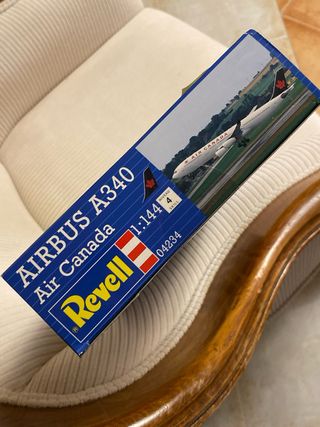 AIRBUS A340
Air Canada
1:144
4
Revell
®
04234
AIR CANADA